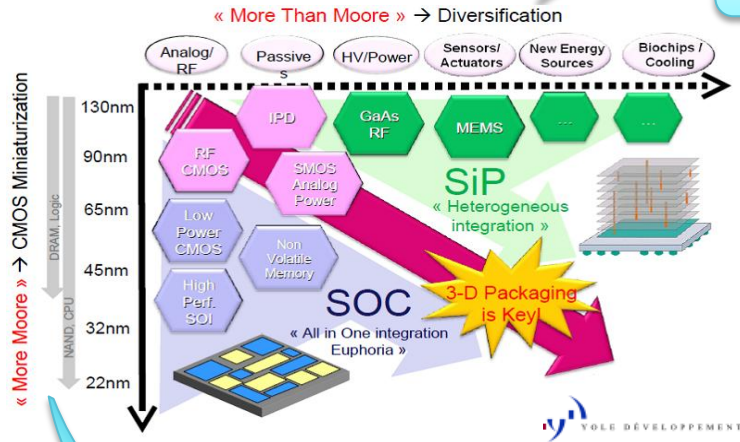 « More Than Moore » → Diversification
Analog/
RF
Passive
s
HV/Power
Sensors/
Actuators
New Energy
Sources
Biochips /
Cooling
« More Moore » → CMOS Miniaturization
DRAM, Logic
NAND, CPU
130nm
90nm
65nm
45nm
32nm
22nm
IPD
GaAs
RF
MEMS
...
...
RF
CMOS
SMOS
Analog
Power
Low
Power
CMOS
Non
Volatile
Memory
High
Perf.
SOI
SiP
« Heterogeneous
integration »
SOC
« All in One integration
Euphoria »
3-D Packaging
is Key!
YOLE DÉVELOPPEMENT